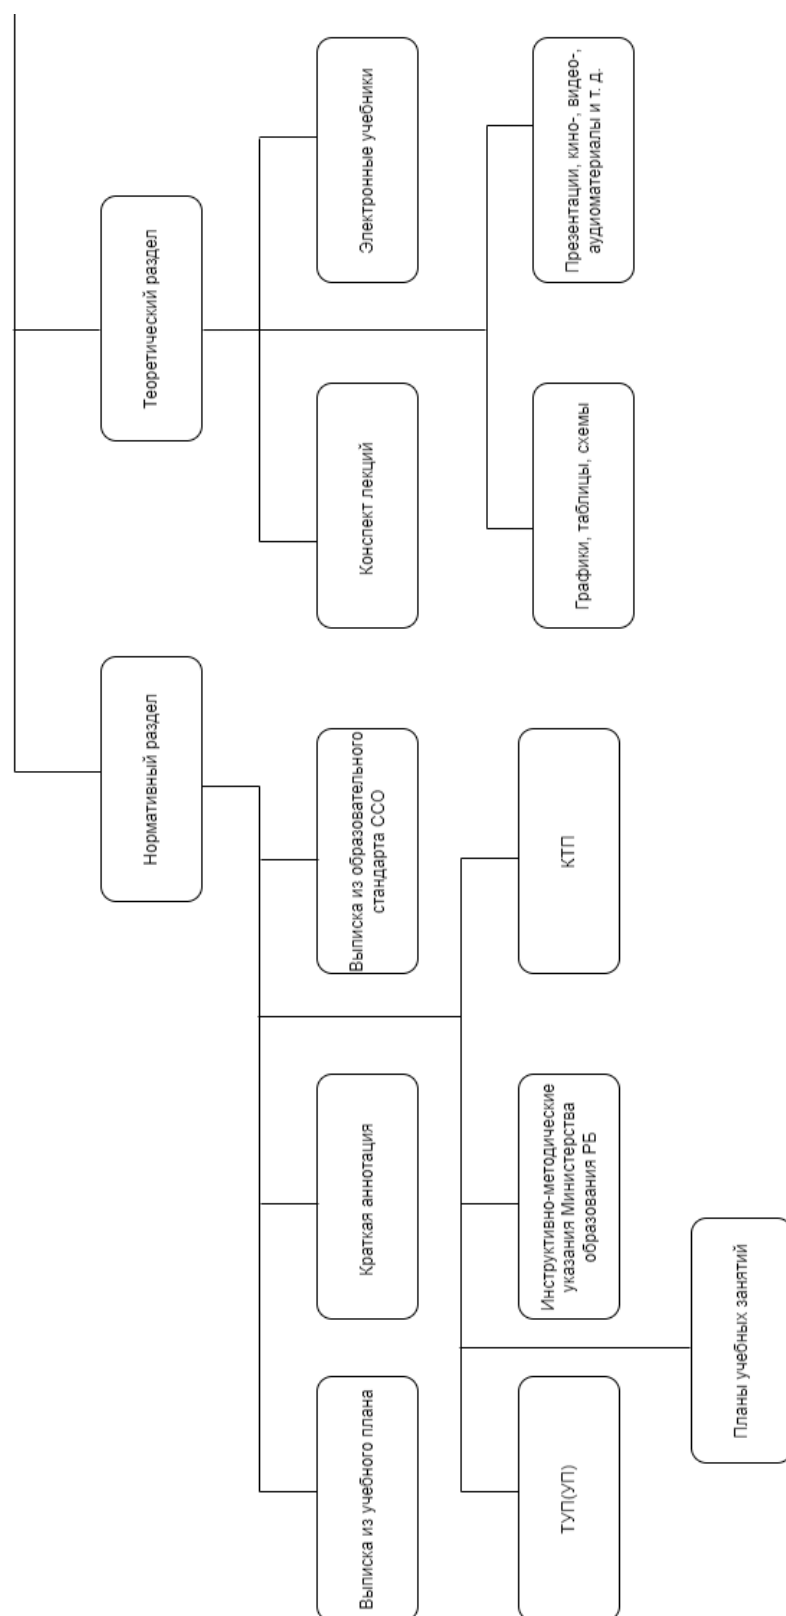 Нормативный раздел
Теоретический раздел
Выписка из учебного плана
Краткая аннотация
Выписка из образовательного
стандарта ССО
Конспект лекций
Электронные учебники
ТУП(УП)
Инструктивно-методические
указания Министерства
образования РБ
КТП
Графики, таблицы, схемы
Презентации, кино-, видео-,
аудиоматериалы и т. д.
Планы учебных занятий